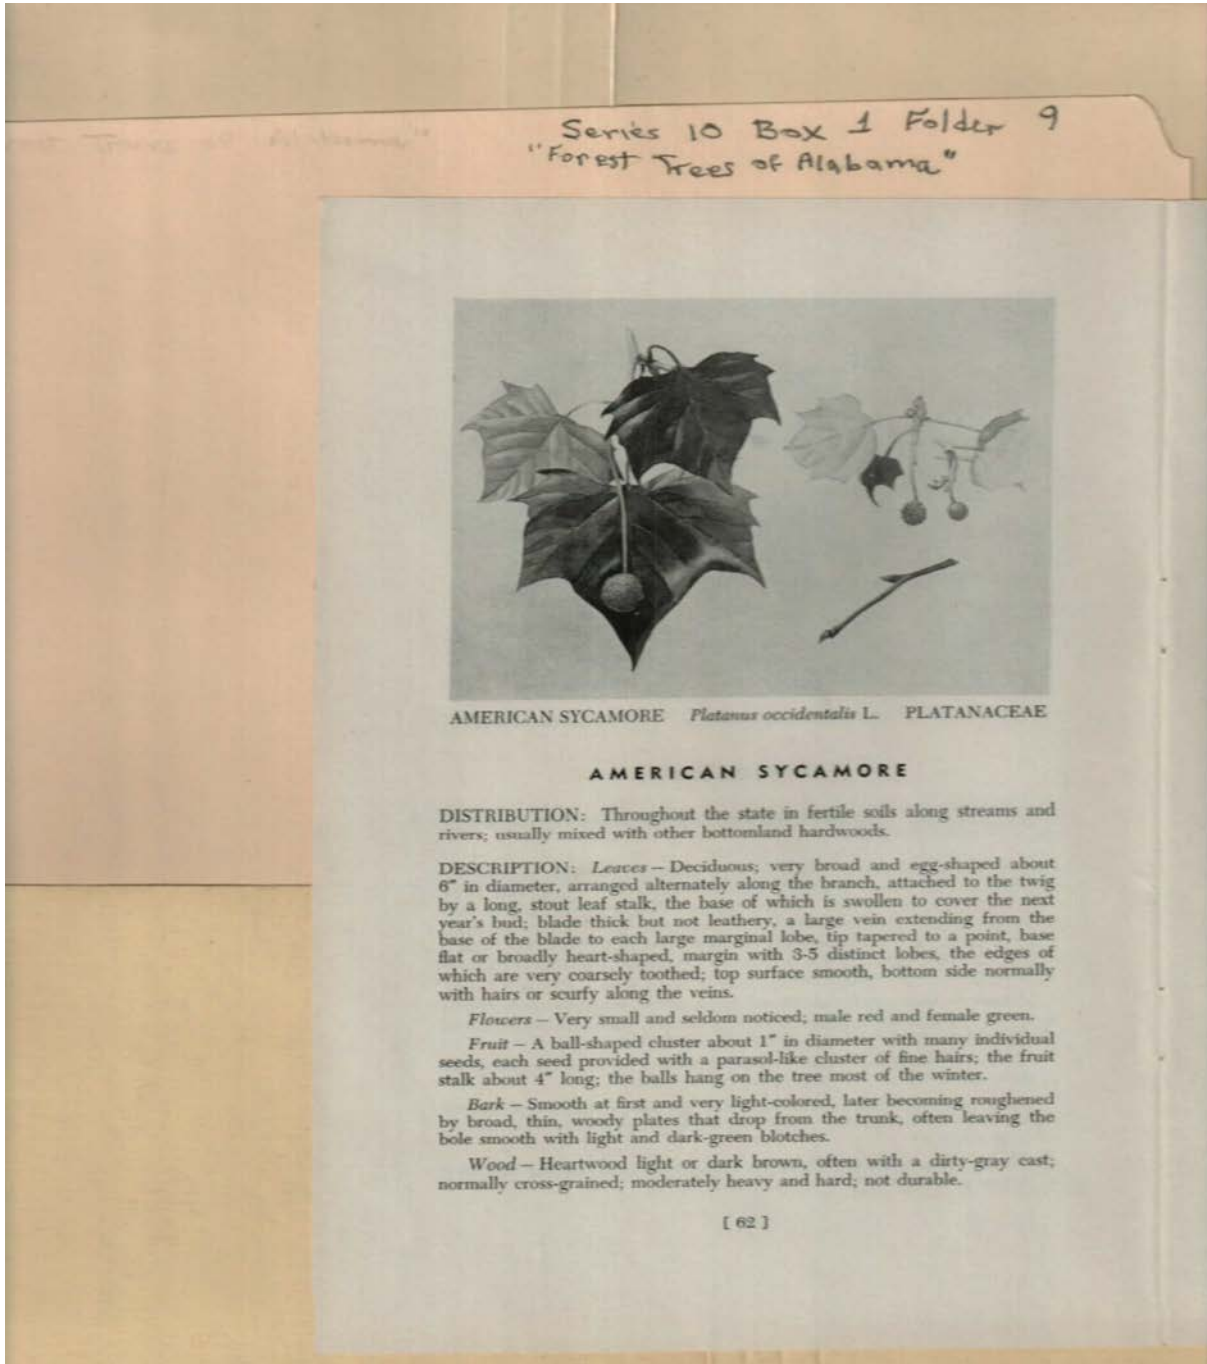 Series 10 Box 1 Folder 9
"Forest Trees of Alabama"
AMERICAN SYCAMORE Platanus occidentalis L. PLATANACEAE
AMERICAN SYCAMORE
DISTRIBUTION: Throughout the state in fertile soils along streams and
rivers; usually mixed with other bottomland hardwoods.
DESCRIPTION: Leaves – Deciduous; very broad and egg-shaped about
6" in diameter, arranged alternately along the branch, attached to the twig
by a long, stout leaf stalk, the base of which is swollen to cover the next
year's bud; blade thick but not leathery, a large vein extending from the
base of the blade to each large marginal lobe, tip tapered to a point, base
flat or broadly heart-shaped, margin with 3-5 distinct lobes, the edges of
which are very coarsely toothed; top surface smooth, bottom side normally
with hairs or scurfy along the veins.
Flowers – Very small and seldom noticed; male red and female green.
Fruit – A ball-shaped cluster about 1" in diameter with many individual
seeds, each seed provided with a parasol-like cluster of fine hairs; the fruit
stalk about 4" long; the balls hang on the tree most of the winter.
Bark – Smooth at first and very light-colored, later becoming roughened
by broad, thin, woody plates that drop from the trunk, often leaving the
bole smooth with light and dark-green blotches.
Wood – Heartwood light or dark brown, often with a dirty-gray cast;
normally cross-grained; moderately heavy and hard; not durable.
[ 62 ]